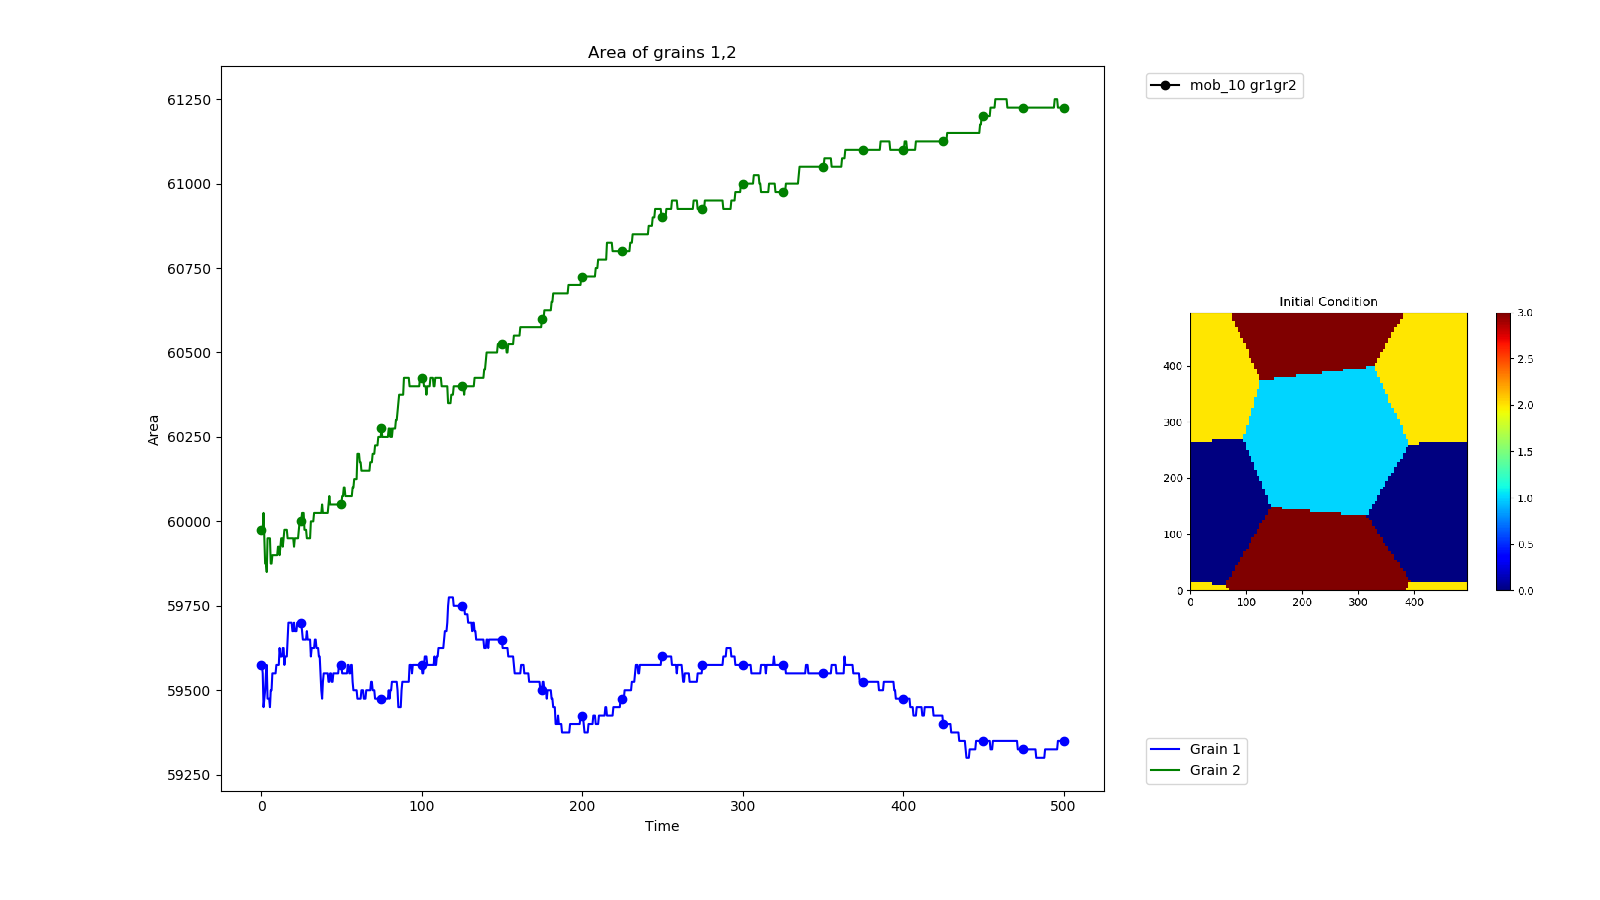 Area of grains 1,2
mob_10 gr1gr2
61250
61000
60750
60500
60250
60000
59750
59500
59250
Area
0 100 200 300 400 500
Time
Initial Condition
400
300
200
100
0
0 100 200 300 400
3.0
2.5
2.0
1.5
1.0
0.5
0.0
Grain 1
Grain 2